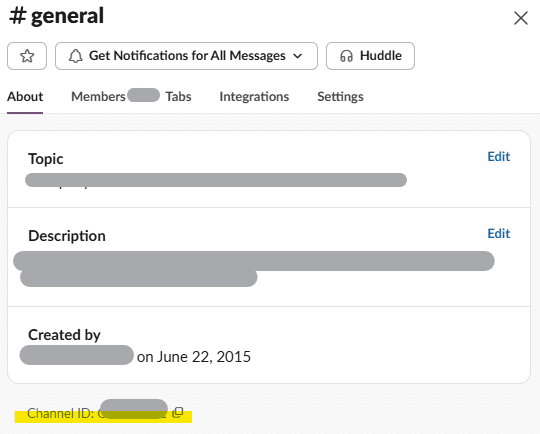 # general
Get Notifications for All Messages
Huddle
About Members Tabs Integrations Settings
Topic Edit
Description Edit
Created by
on June 22, 2015
Channel ID: